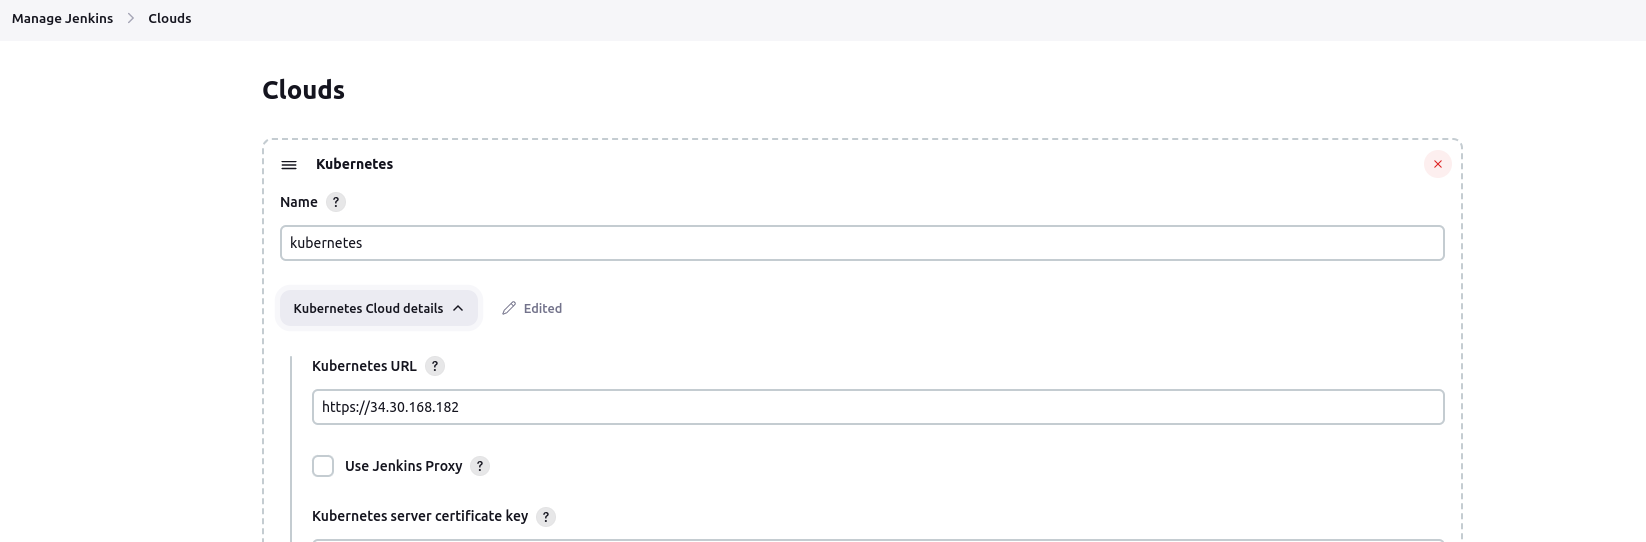 Manage Jenkins > Clouds
Clouds
Kubernetes
Name ?
kubernetes
Kubernetes Cloud details Edited
Kubernetes URL ?
https://34.30.168.182
Use Jenkins Proxy ?
Kubernetes server certificate key ?